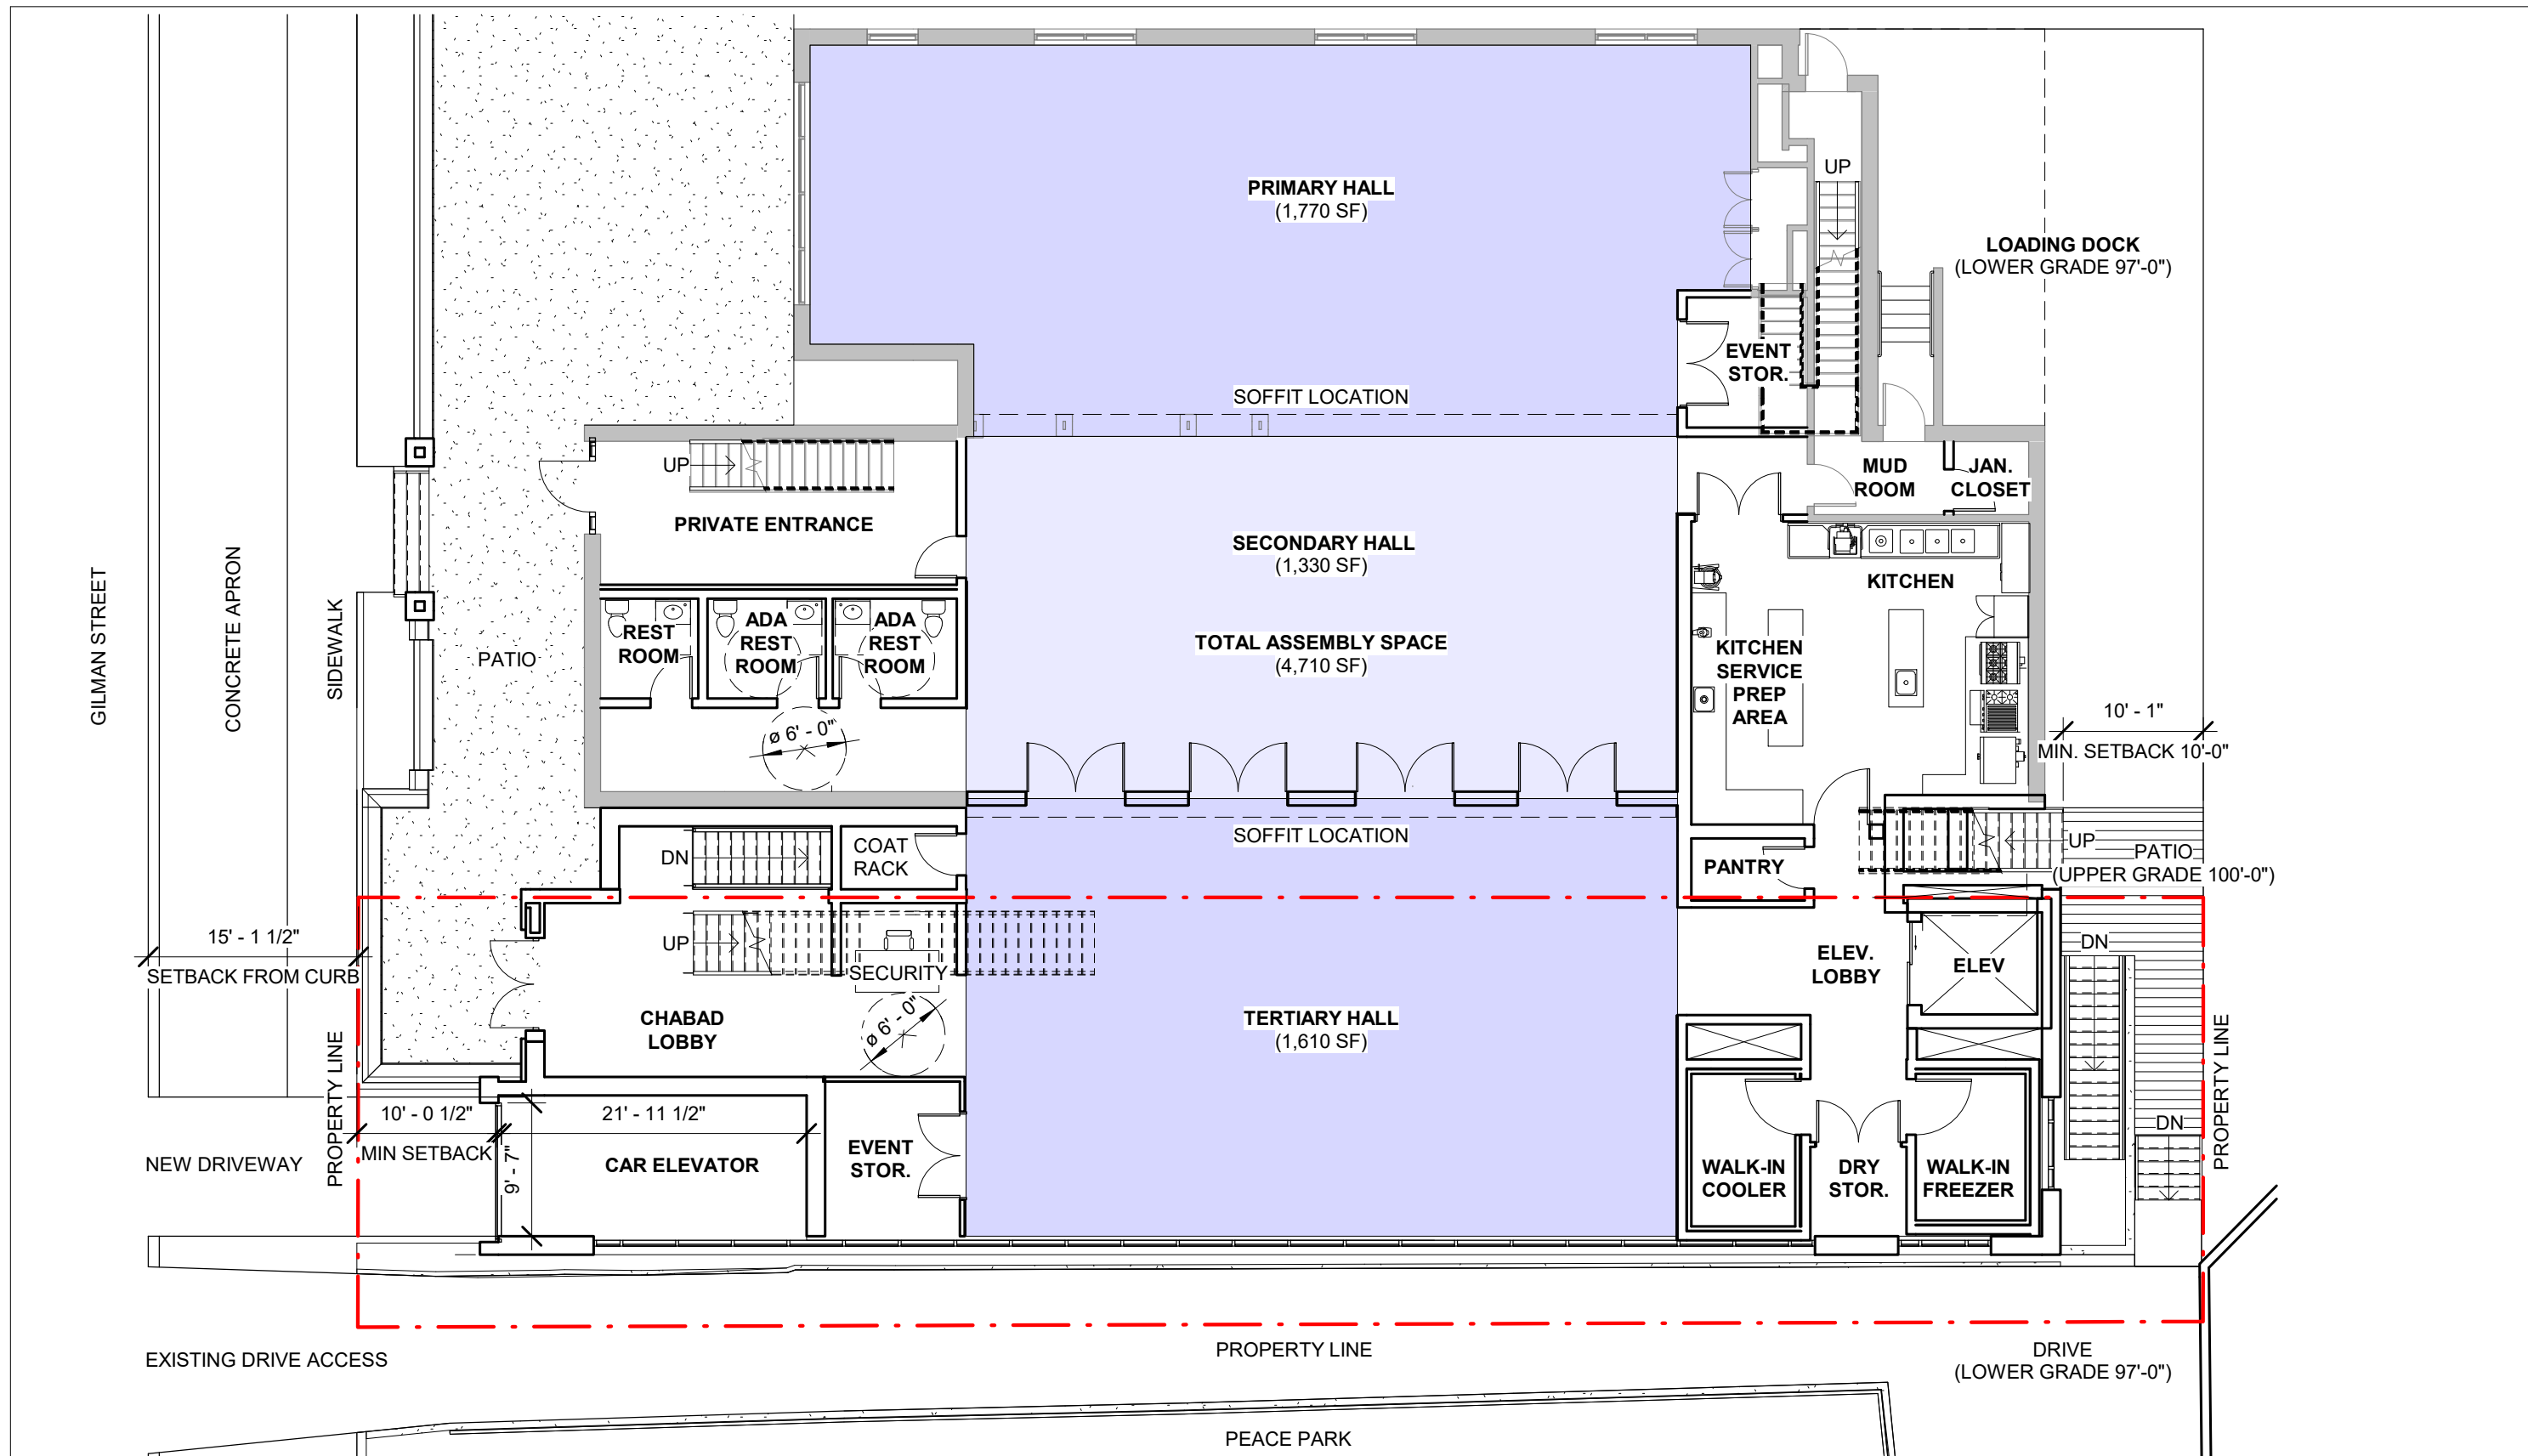 UP
PRIMARY HALL
(1,770 SF)
LOADING DOCK
(LOWER GRADE 97'-0")
EVENT
STOR.
SOFFIT LOCATION
UP
PRIVATE ENTRANCE
MUD
ROOM
JAN.
CLOSET
SECONDARY HALL
(1,330 SF)
KITCHEN
GILMAN STREET
CONCRETE APRON
SIDEWALK
PATIO
REST
ROOM
ADA
REST
ROOM
ADA
REST
ROOM
TOTAL ASSEMBLY SPACE
(4,710 SF)
KITCHEN
SERVICE
PREP
AREA
ø 6' - 0"
10' - 1"
MIN. SETBACK 10'-0"
SOFFIT LOCATION
DN
COAT
RACK
PANTRY
UP
PATIO
(UPPER GRADE 100'-0")
15' - 1 1/2"
SETBACK FROM CURB
UP
SECURITY
ELEV.
LOBBY
ELEV
DN
CHABAD
LOBBY
ø 6' - 0"
TERTIARY HALL
(1,610 SF)
PROPERTY LINE
PROPERTY LINE
10' - 0 1/2"
MIN SETBACK
21' - 11 1/2"
9' - 7"
NEW DRIVEWAY
CAR ELEVATOR
EVENT
STOR.
WALK-IN
COOLER
DRY
STOR.
WALK-IN
FREEZER
DN
EXISTING DRIVE ACCESS
PROPERTY LINE
DRIVE
(LOWER GRADE 97'-0")
PEACE PARK